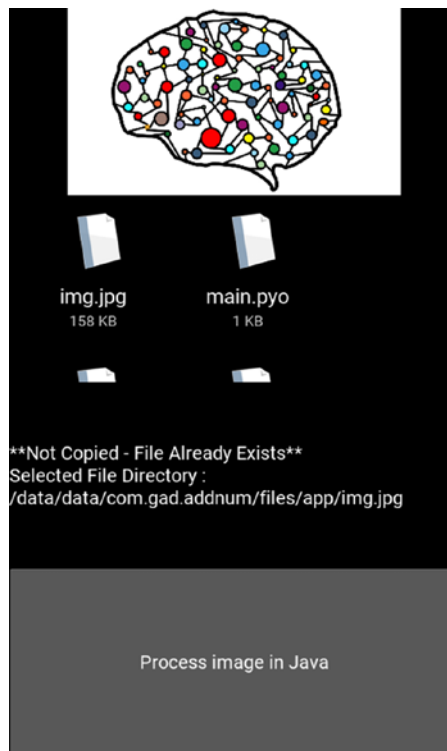 img.jpg
158 KB
main.pyo
1 KB
**Not Copied - File Already Exists**
Selected File Directory :
/data/data/com.gad.addnum/files/app/img.jpg
Process image in Java